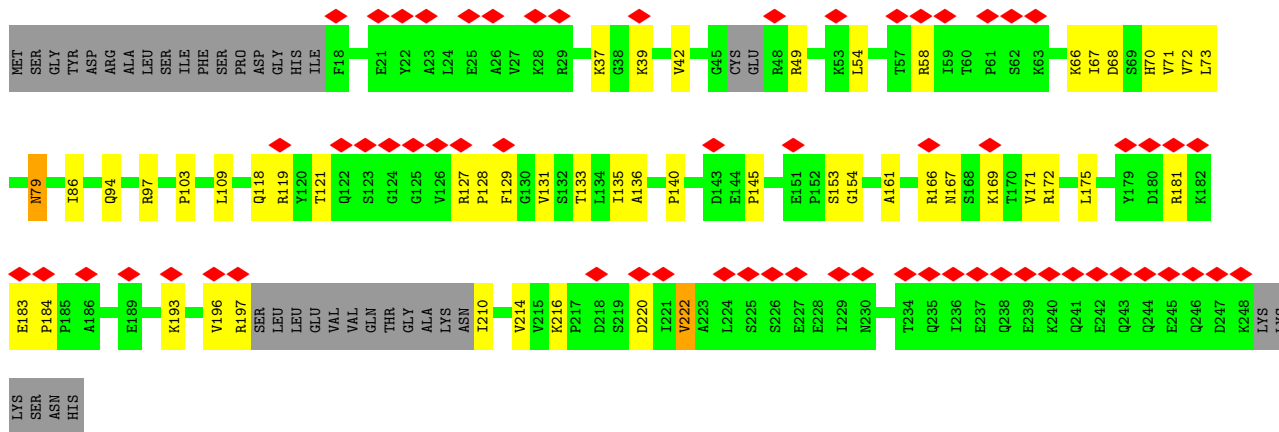 MET SER GLY TYR ASP ARG ALA LEU SER ILE PHE SER PRO ASP GLY HIS ILE F18 E21 Y22 A23 L24 E25 A26 V27 K28 R29 K37 G38 K39 V42 G45 CYS GLU R48 R49 K53 L54 T57 R58 I59 T60 P61 S62 K63 K66 I67 D68 S69 H70 V71 V72 L73
N79 I86 Q94 R97 P103 L109 Q118 R119 Y120 T121 Q122 S123 G124 G125 V126 R127 P128 F129 G130 V131 S132 T133 L134 I135 A136 P140 D143 E144 P145 E151 P152 S153 G154 A161 R166 N167 S168 K169 T170 V171 R172 L175 Y179 D180 R181 K182
E183 P184 P185 A186 E189 K193 V196 R197 SER LEU LEU GLU VAL VAL GLN THR GLY ALA LYS ASN I210 V214 V215 K216 P217 D218 S219 D220 I221 V222 A223 L224 S225 S226 E227 E228 I229 N230 T234 Q235 I236 E237 Q238 E239 K240 Q241 E242 Q243 Q244 E245 Q246 D247 K248 LYS LYS
LYS SER ASN HIS